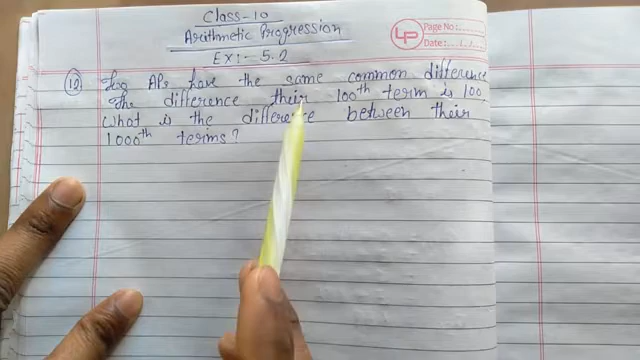 Class-10
Arithmetic Progression
Ex:- 5.2
LP
Page No:
Date: / /
12 APs have the same common difference
The difference their 100th term is 100.
What is the difference between their
1000th terms?